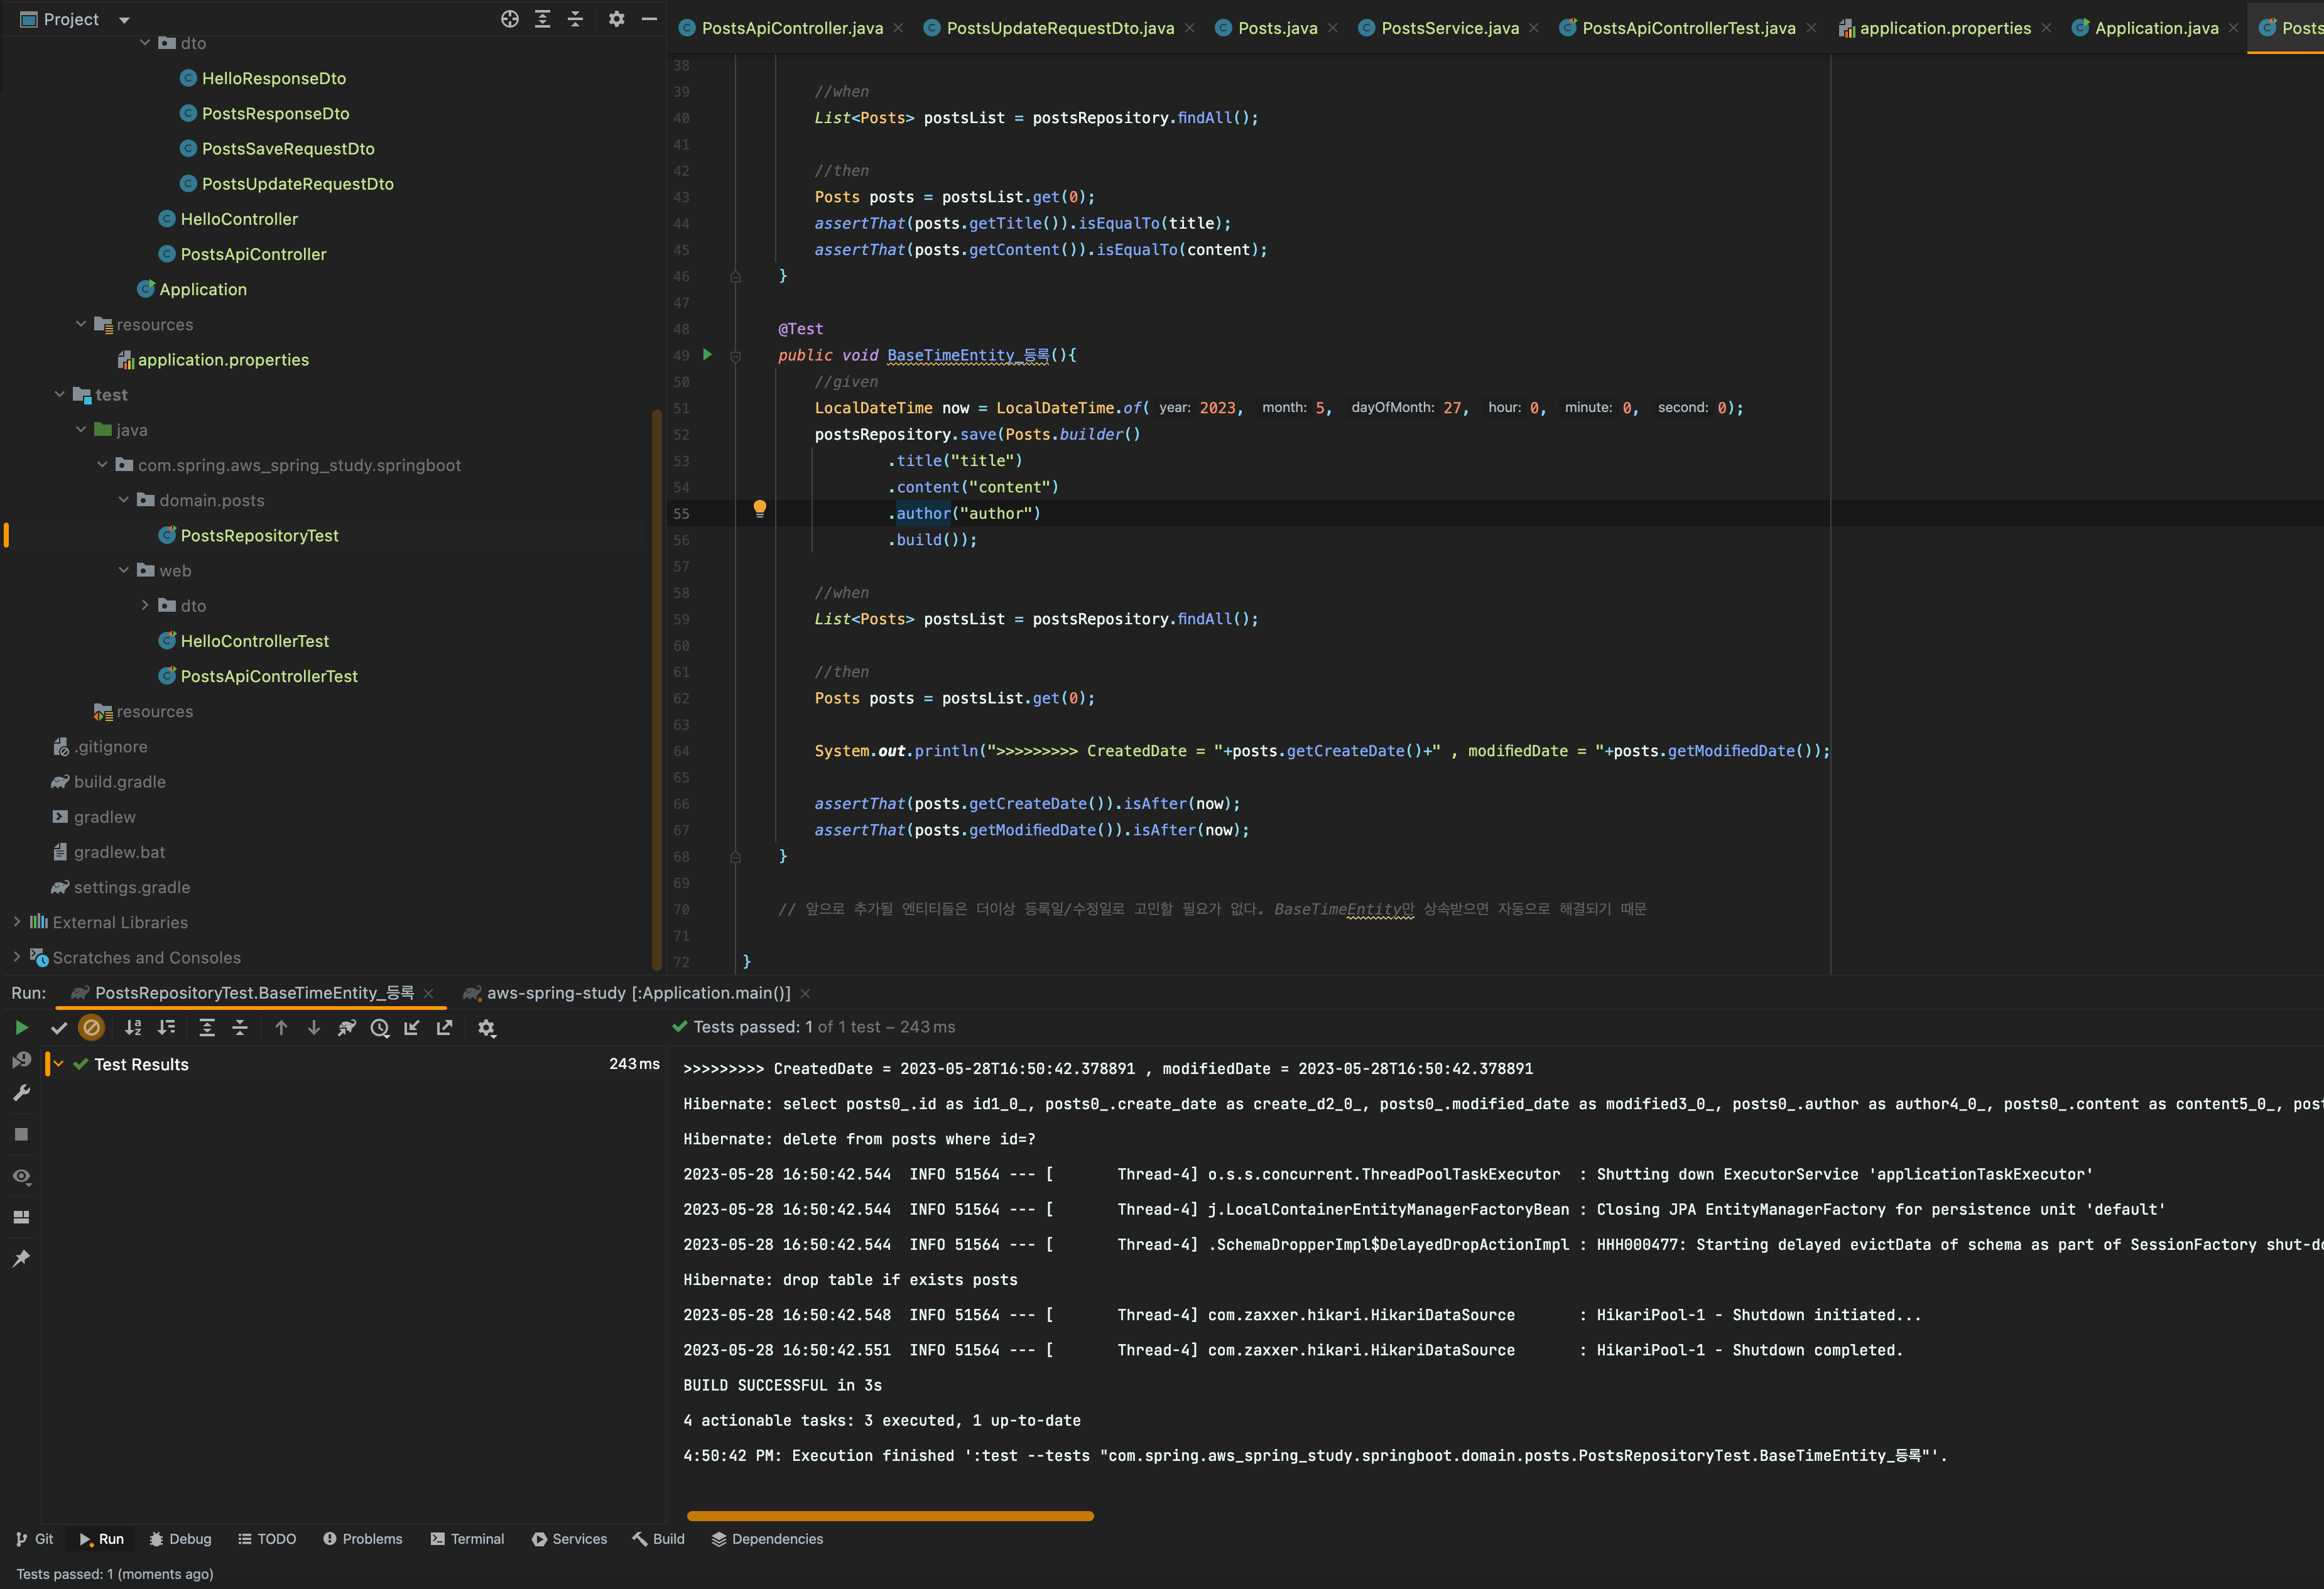 Project
PostsApiController.java
PostsUpdateRequestDto.java
Posts.java
PostsService.java
PostsApiControllerTest.java
application.properties
Application.java
Posts
dto
HelloResponseDto
PostsResponseDto
PostsSaveRequestDto
PostsUpdateRequestDto
HelloController
PostsApiController
Application
resources
application.properties
test
java
com.spring.aws_spring_study.springboot
domain.posts
PostsRepositoryTest
web
dto
HelloControllerTest
PostsApiControllerTest
resources
.gitignore
build.gradle
gradlew
gradlew.bat
settings.gradle
External Libraries
Scratches and Consoles
38
39 //when
40 List<Posts> postsList = postsRepository.findAll();
41
42 //then
43 Posts posts = postsList.get(0);
44 assertThat(posts.getTitle()).isEqualTo(title);
45 assertThat(posts.getContent()).isEqualTo(content);
46 }
47
48 @Test
49 public void BaseTimeEntity_등록(){
50 //given
51 LocalDateTime now = LocalDateTime.of( year: 2023, month: 5, dayOfMonth: 27, hour: 0, minute: 0, second: 0);
52 postsRepository.save(Posts.builder()
53 .title("title")
54 .content("content")
55 .author("author")
56 .build());
57
58 //when
59 List<Posts> postsList = postsRepository.findAll();
60
61 //then
62 Posts posts = postsList.get(0);
63
64 System.out.println(">>>>>>>>> CreatedDate = "+posts.getCreateDate()+" , modifiedDate = "+posts.getModifiedDate());
65
66 assertThat(posts.getCreateDate()).isAfter(now);
67 assertThat(posts.getModifiedDate()).isAfter(now);
68 }
69
70 // 앞으로 추가될 엔티티들은 더이상 등록일/수정일로 고민할 필요가 없다. BaseTimeEntity만 상속받으면 자동으로 해결되기 때문
71
72 }
Run: PostsRepositoryTest.BaseTimeEntity_등록 aws-spring-study [:Application.main()]
Tests passed: 1 of 1 test – 243 ms
Test Results 243 ms
>>>>>>>>> CreatedDate = 2023-05-28T16:50:42.378891 , modifiedDate = 2023-05-28T16:50:42.378891
Hibernate: select posts0_.id as id1_0_, posts0_.create_date as create_d2_0_, posts0_.modified_date as modified3_0_, posts0_.author as author4_0_, posts0_.content as content5_0_, pos
Hibernate: delete from posts where id=?
2023-05-28 16:50:42.544  INFO 51564 --- [       Thread-4] o.s.s.concurrent.ThreadPoolTaskExecutor  : Shutting down ExecutorService 'applicationTaskExecutor'
2023-05-28 16:50:42.544  INFO 51564 --- [       Thread-4] j.LocalContainerEntityManagerFactoryBean : Closing JPA EntityManagerFactory for persistence unit 'default'
2023-05-28 16:50:42.544  INFO 51564 --- [       Thread-4] .SchemaDropperImpl$DelayedDropActionImpl : HHH000477: Starting delayed evictData of schema as part of SessionFactory shut-d
Hibernate: drop table if exists posts
2023-05-28 16:50:42.548  INFO 51564 --- [       Thread-4] com.zaxxer.hikari.HikariDataSource       : HikariPool-1 - Shutdown initiated...
2023-05-28 16:50:42.551  INFO 51564 --- [       Thread-4] com.zaxxer.hikari.HikariDataSource       : HikariPool-1 - Shutdown completed.
BUILD SUCCESSFUL in 3s
4 actionable tasks: 3 executed, 1 up-to-date
4:50:42 PM: Execution finished ':test --tests "com.spring.aws_spring_study.springboot.domain.posts.PostsRepositoryTest.BaseTimeEntity_등록"'.
Git Run Debug TODO Problems Terminal Services Build Dependencies
Tests passed: 1 (moments ago)